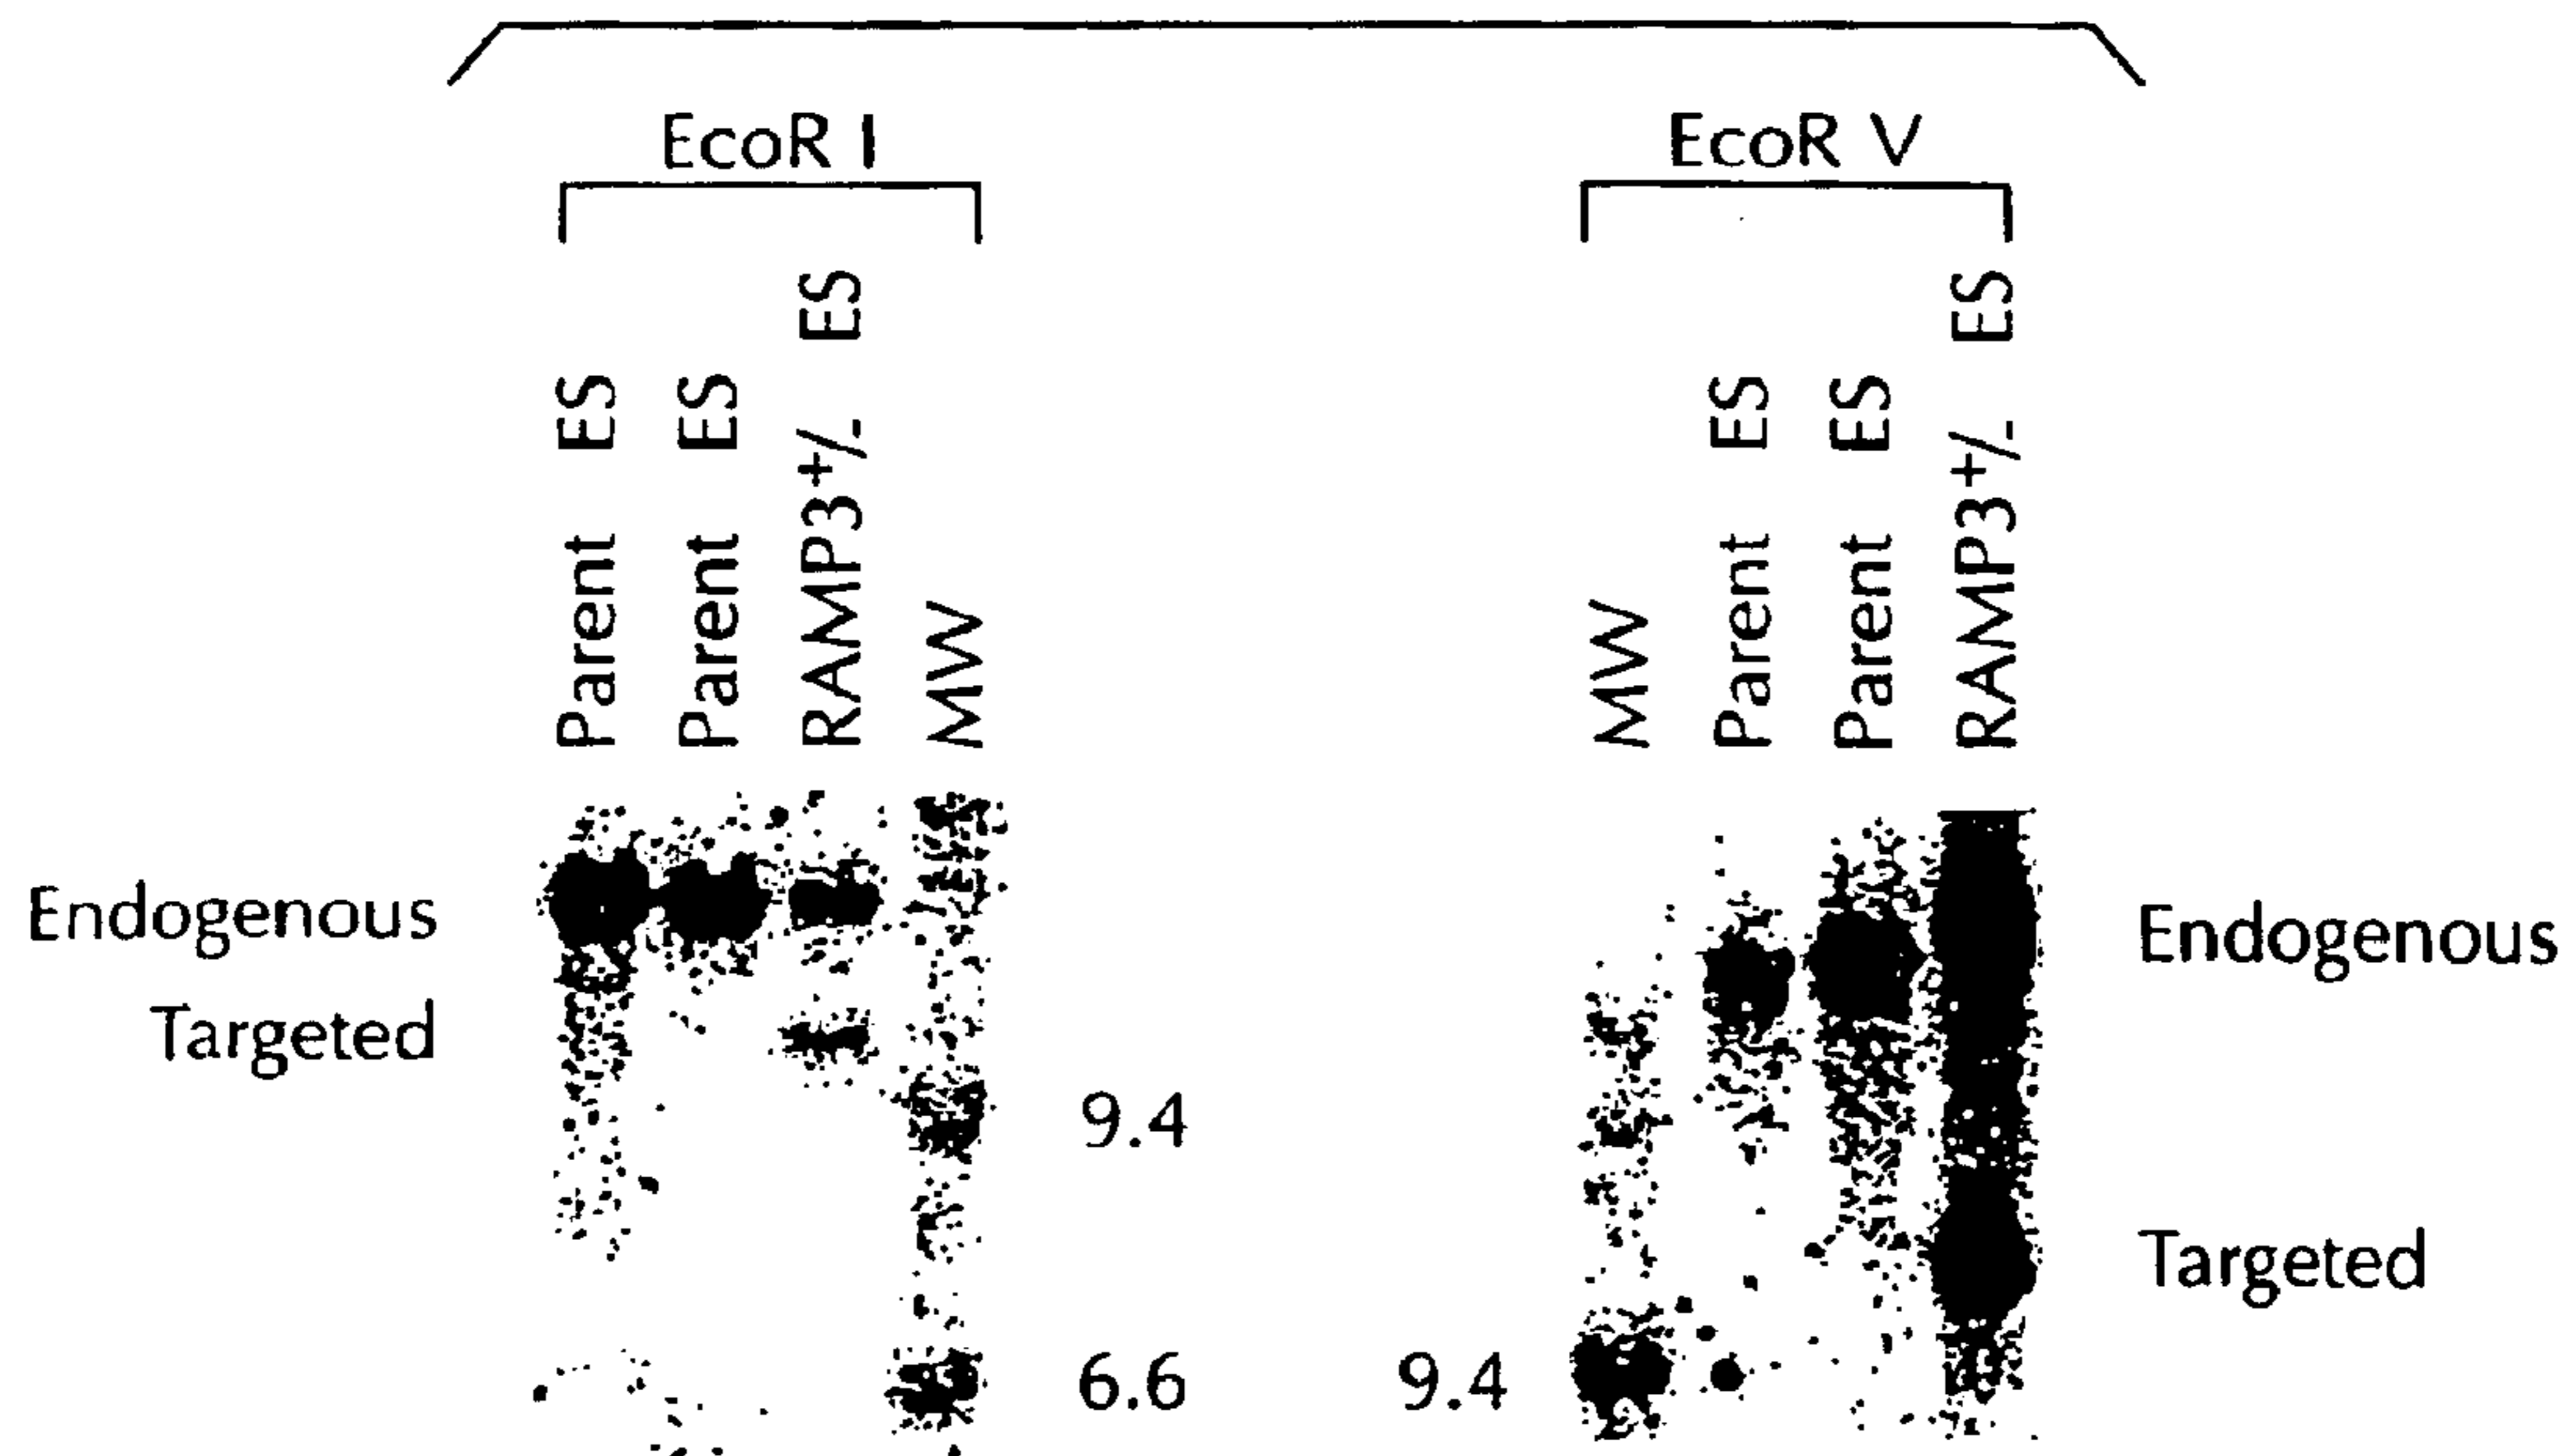 EcoR I
EcoR V
Parent ES
Parent ES
RAMP3+/- ES
MW
MW
Parent ES
Parent ES
RAMP3+/- ES
Endogenous
Targeted
9.4
6.6
9.4
Endogenous
Targeted